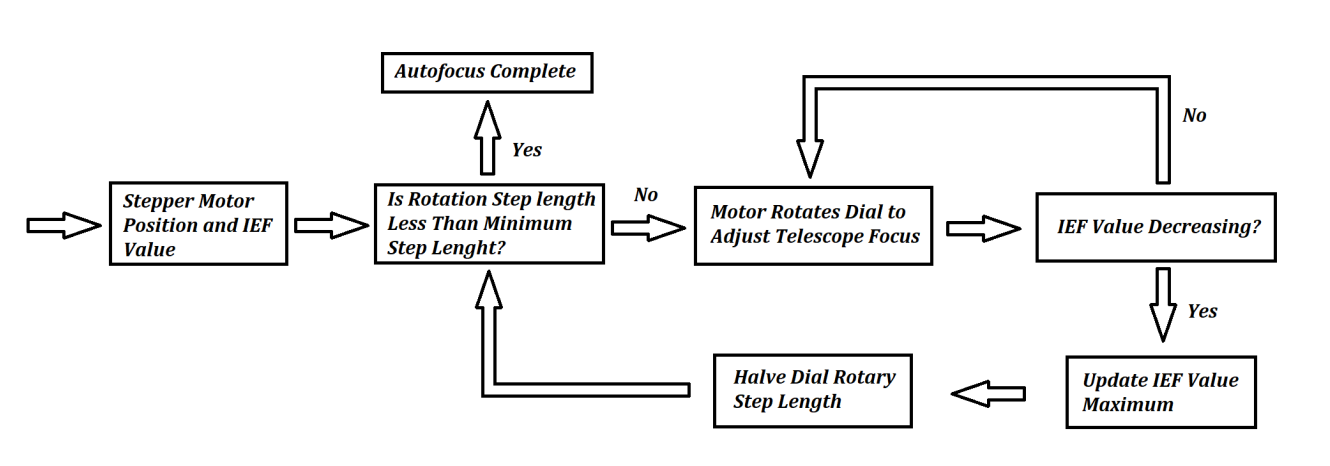 Autofocus Complete
Yes
Stepper Motor
Position and IEF
Value
Is Rotation Step length
Less Than Minimum
Step Lenght?
No
Motor Rotates Dial to
Adjust Telescope Focus
No
IEF Value Decreasing?
Yes
Update IEF Value
Maximum
Halve Dial Rotary
Step Length